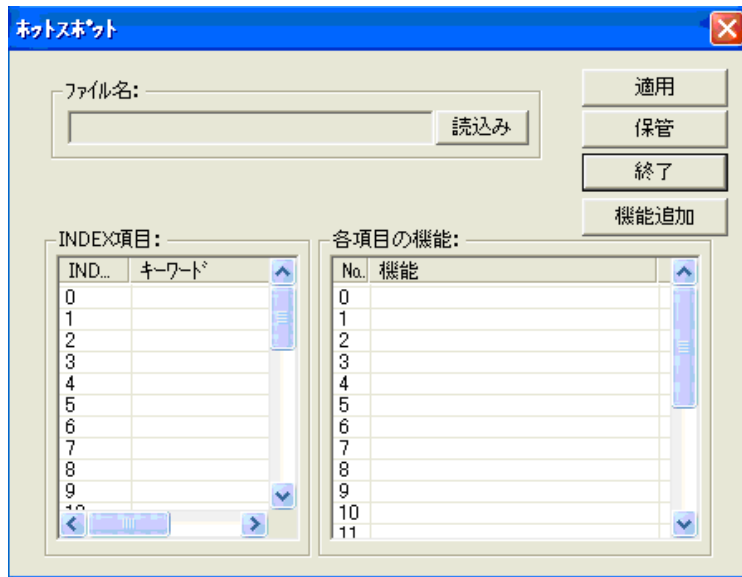 ﾎｯﾄｽﾎﾟｯﾄ
ﾌｧｲﾙ名:
読込み
適用
保管
終了
機能追加
INDEX項目:
IND... ｷｰﾜｰﾄﾞ
0
1
2
3
4
5
6
7
8
9
各項目の機能:
No. 機能
0
1
2
3
4
5
6
7
8
9
10
11